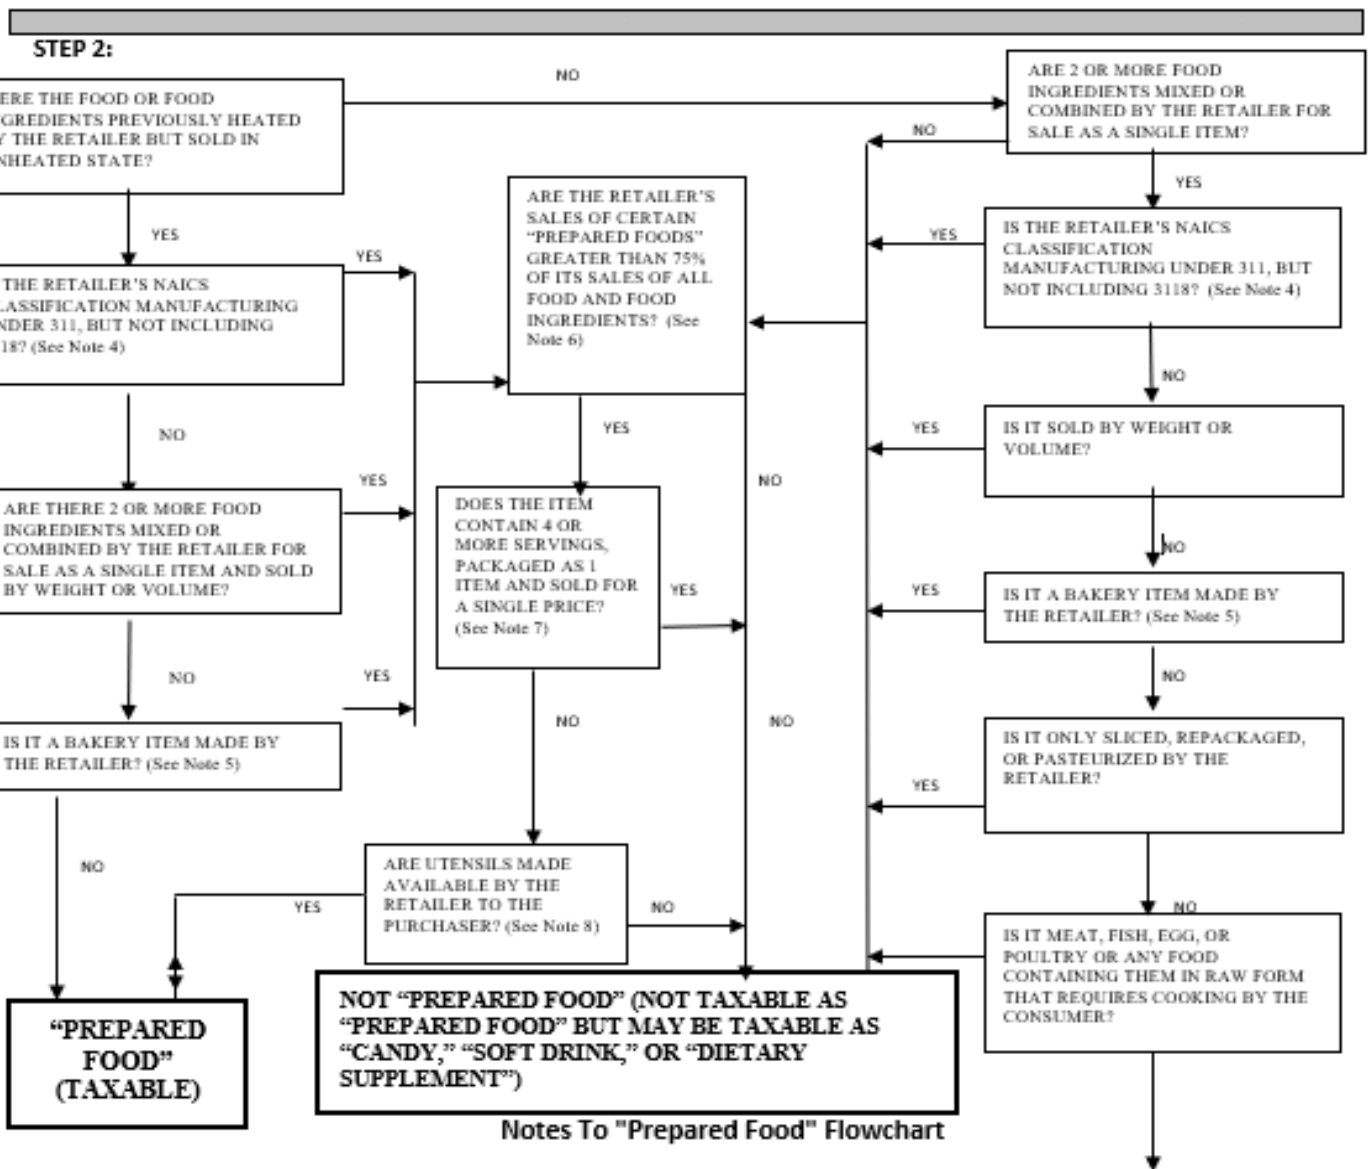 STEP 2:
NO
ERE THE FOOD OR FOOD
GREDIENTS PREVIOUSLY HEATED
Y THE RETAILER BUT SOLD IN
NHEATED STATE?
ARE 2 OR MORE FOOD
INGREDIENTS MIXED OR
COMBINED BY THE RETAILER FOR
SALE AS A SINGLE ITEM?
NO
YES
YES
YES
ARE THE RETAILER'S
SALES OF CERTAIN
“PREPARED FOODS”
GREATER THAN 75%
OF ITS SALES OF ALL
FOOD AND FOOD
INGREDIENTS? (See
Note 6)
YES
IS THE RETAILER'S NAICS
CLASSIFICATION
MANUFACTURING UNDER 311, BUT
NOT INCLUDING 3118? (See Note 4)
THE RETAILER'S NAICS
LASSIFICATION MANUFACTURING
NDER 311, BUT NOT INCLUDING
18? (See Note 4)
NO
NO
YES
NO
YES
IS IT SOLD BY WEIGHT OR
VOLUME?
YES
NO
ARE THERE 2 OR MORE FOOD
INGREDIENTS MIXED OR
COMBINED BY THE RETAILER FOR
SALE AS A SINGLE ITEM AND SOLD
BY WEIGHT OR VOLUME?
DOES THE ITEM
CONTAIN 4 OR
MORE SERVINGS,
PACKAGED AS 1
ITEM AND SOLD FOR
A SINGLE PRICE?
(See Note 7)
YES
NO
YES
IS IT A BAKERY ITEM MADE BY
THE RETAILER? (See Note 5)
NO
YES
NO
NO
NO
IS IT A BAKERY ITEM MADE BY
THE RETAILER? (See Note 5)
IS IT ONLY SLICED, REPACKAGED,
OR PASTEURIZED BY THE
RETAILER?
YES
NO
ARE UTENSILS MADE
AVAILABLE BY THE
RETAILER TO THE
PURCHASER? (See Note 8)
YES
NO
NO
IS IT MEAT, FISH, EGG, OR
POULTRY OR ANY FOOD
CONTAINING THEM IN RAW FORM
THAT REQUIRES COOKING BY THE
CONSUMER?
“PREPARED
FOOD”
(TAXABLE)
NOT “PREPARED FOOD” (NOT TAXABLE AS
“PREPARED FOOD” BUT MAY BE TAXABLE AS
“CANDY,” “SOFT DRINK,” OR “DIETARY
SUPPLEMENT”)
Notes To "Prepared Food" Flowchart